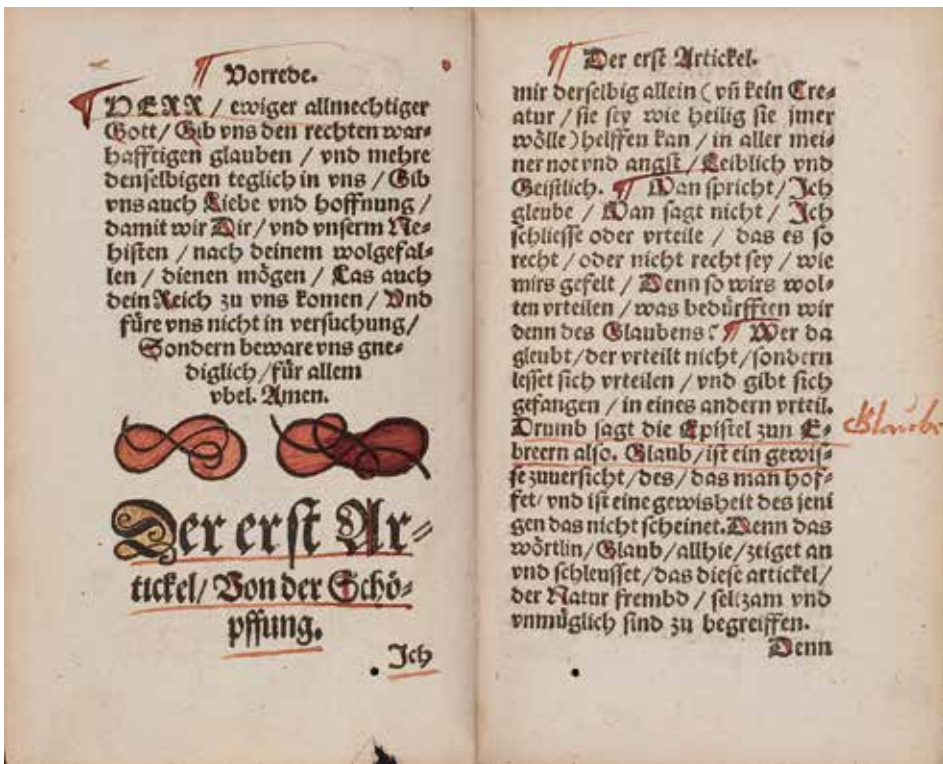 Vorrede.
HERR / ewiger allmechtiger
Gott / Gib vns den rechten war⸗
hafftigen glauben / vnd mehre
denselbigen teglich in vns / Gib
vns auch Liebe vnd hoffnung /
damit wir Dir / vnd vnserm Ne⸗
histen / nach deinem wolgefal⸗
len / dienen mögen / Las auch
dein Reich zu vns komen / Vnd
füre vns nicht in versuchung /
Sondern beware vns gne⸗
diglich / für allem
vbel. Amen.
Der erst Ar⸗
tickel / Von der Schö⸗
pffung.
Ich
Der erst Artickel.
mir derselbig allein ( vñ kein Cre⸗
atur / sie sey wie heilig sie jmer
wölle ) helffen kan / in aller mei⸗
ner not vnd angst / Leiblich vnd
Geistlich. ¶ Man spricht / Ich
gleube / Man sagt nicht / Ich
schliesse oder vrteile / das es so
recht / oder nicht recht sey / wie
mirs gefelt / Denn so wirs wol⸗
ten vrteilen / was bedürfften wir
denn des Glaubens? ¶ Wer da
gleubt / der vrteilt nicht / sondern
lesset sich vrteilen / vnd gibt sich
gefangen / in eines andern vrteil.
Drumb sagt die Epistel zun E⸗
breern also. Glaub / ist ein gewis⸗
se zuuersicht / des / das man hof⸗
fet / vnd ist eine gewisheit des jeni
gen das nicht scheinet. Denn das
wörtlin / Glaub / allhie / zeiget an
vnd schleusset / das diese artickel /
der Natur frembd / seltzam vnd
vnmüglich sind zu begreiffen.
Denn
Glaube